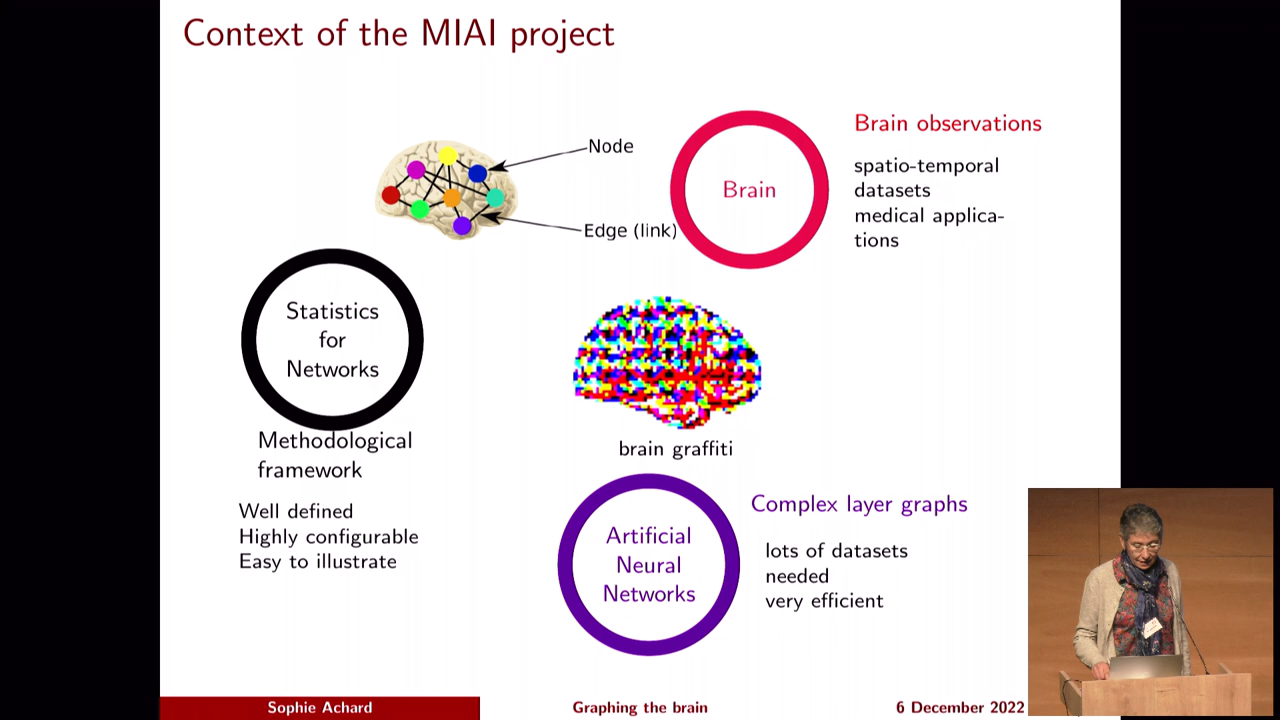 Context of the MIAI project
Node
Edge (link)
Brain
Brain observations
spatio-temporal
datasets
medical applica-
tions
Statistics
for
Networks
Methodological
framework
Well defined
Highly configurable
Easy to illustrate
brain graffiti
Artificial
Neural
Networks
Complex layer graphs
lots of datasets
needed
very efficient
Sophie Achard
Graphing the brain
6 December 2022